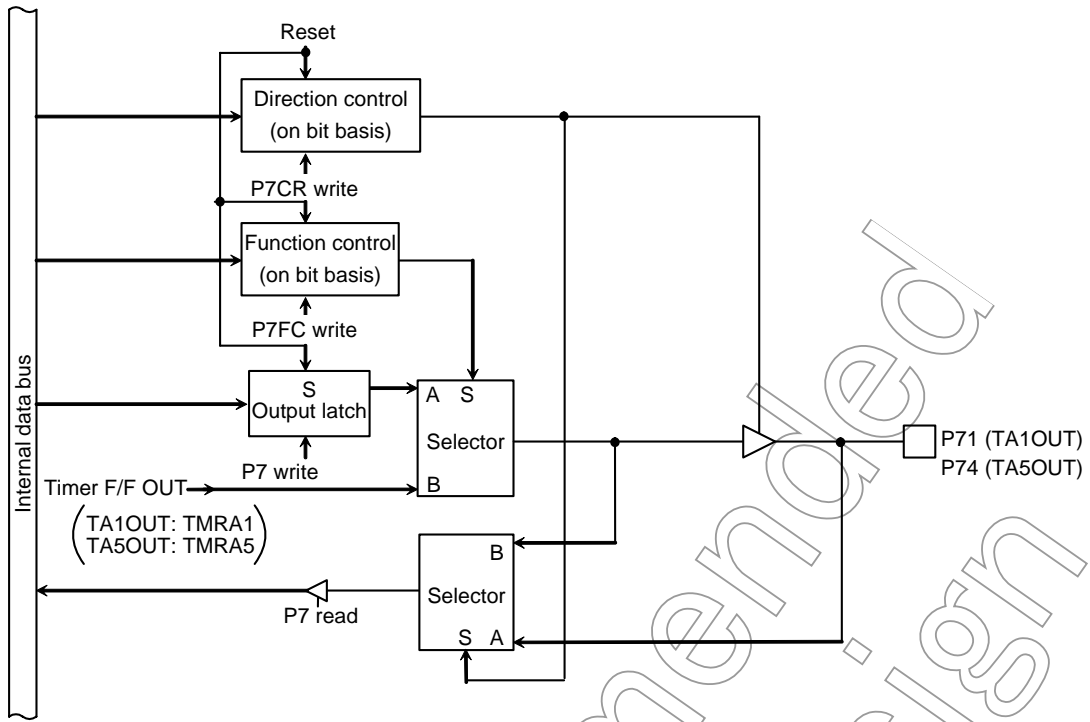 Reset
Direction control
(on bit basis)
P7CR write
Function control
(on bit basis)
P7FC write
Internal data bus
S
Output latch
A S
Selector
B
P7 write
Timer F/F OUT
TA1OUT: TMRA1
TA5OUT: TMRA5
P71 (TA1OUT)
P74 (TA5OUT)
B
Selector
S A
P7 read
ended